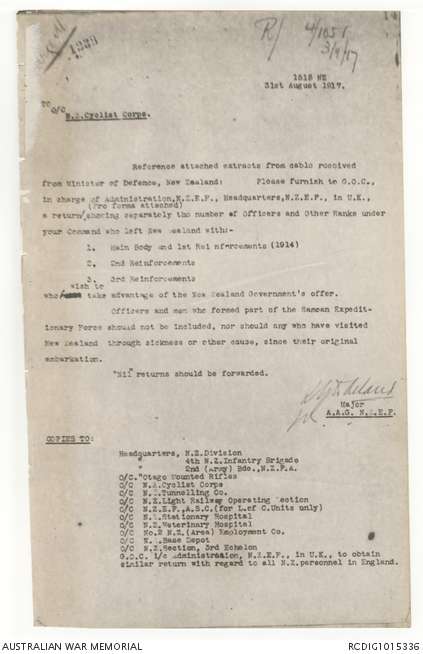 1236
R/ 4/1051
3/9/17
1518 NZ
31st August 1917.
TO
O/C
N.Z.Cyclist Corps.
Reference attached extracts from cable received
from Minister of Defence, New Zealand: Please furnish to G.O.C.,
in charge of Administration,N.Z.E.F., Headquarters,N.Z.E.F., in U.K.,
(Pro forma attached)
a return/showing separately the number of Officers and Other Ranks under
your Command who left New Zealand with:-
1. Main Body and 1st Reinforcements (1914)
2. 2nd Reinforcements
3. 3rd Reinforcements
wish to
who take advantage of the New Zealand Government's offer.
Officers and men who formed part of the Samoan Expedit-
ionary Force should not be included, nor should any who have visited
New Zealand through sickness or other cause, since their original
embarkation.
"Nil" returns should be forwarded.
Major
A.A.G. N.Z.E.F.
COPIES TO:
Headquarters, N.Z.Division
" 4th N.Z.Infantry Brigade
" 2nd (Army) Bde.,N.Z.F.A.
O/C. Otago Mounted Rifles
O/C N.Z.Cyclist Corps
O/C N.Z.Tunnelling Co.
O/C N.Z.Light Railway Operating Section
O/C N.Z.E.F.,A.S.C.(for L.of C.Units only)
O/C N.Z.Stationary Hospital
O/C N.Z.Veterinary Hospital
O/C No.2 N.Z.(Area) Employment Co.
O/C N.Z.Base Depot
O/C N.Z.Section, 3rd Echelon
G.O.C. i/c Administration, N.Z.E.F., in U.K., to obtain
similar return with regard to all N.Z.personnel in England.
AUSTRALIAN WAR MEMORIAL
RCDIG1015336